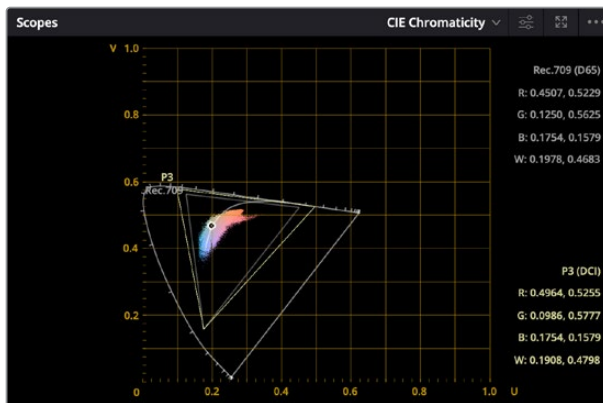 Scopes
CIE Chromaticity
V 1.0
0.8
0.6
0.4
0.2
0
0.2
0.4
0.6
0.8
1.0 U
P3
Rec.709
Rec.709 (D65)
R: 0.4507, 0.5229
G: 0.1250, 0.5625
B: 0.1754, 0.1579
W: 0.1978, 0.4683
P3 (DCI)
R: 0.4964, 0.5255
G: 0.0986, 0.5777
B: 0.1754, 0.1579
W: 0.1908, 0.4798